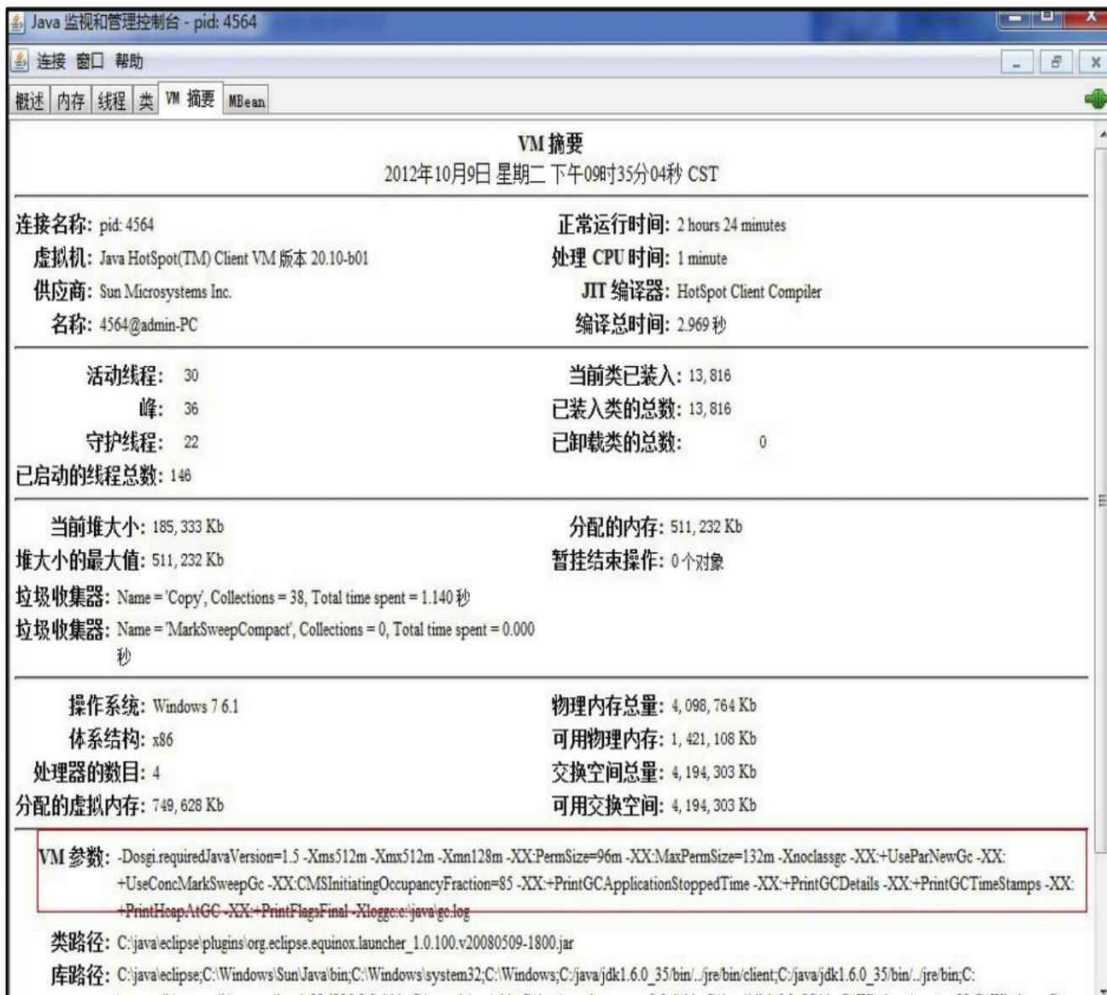 Java 监视和管理控制台 - pid: 4564
连接 窗口 帮助
概述 内存 线程 类 VM 摘要 MBean
VM 摘要
2012年10月9日 星期二 下午09时35分04秒 CST
连接名称: pid: 4564 正常运行时间: 2 hours 24 minutes
虚拟机: Java HotSpot(TM) Client VM 版本 20.10-b01 处理 CPU 时间: 1 minute
供应商: Sun Microsystems Inc. JIT 编译器: HotSpot Client Compiler
名称: 4564@admin-PC 编译总时间: 2.969 秒
活动线程: 30 当前类已装入: 13,816
峰: 36 已装入类的总数: 13,816
守护线程: 22 已卸载类的总数: 0
已启动的线程总数: 146
当前堆大小: 185,333 Kb 分配的内存: 511,232 Kb
堆大小的最大值: 511,232 Kb 暂挂结束操作: 0 个对象
垃圾收集器: Name = 'Copy', Collections = 38, Total time spent = 1.140 秒
垃圾收集器: Name = 'MarkSweepCompact', Collections = 0, Total time spent = 0.000
秒
操作系统: Windows 7 6.1 物理内存总量: 4,098,764 Kb
体系结构: x86 可用物理内存: 1,421,108 Kb
处理器的数目: 4 交换空间总量: 4,194,303 Kb
分配的虚拟内存: 749,628 Kb 可用交换空间: 4,194,303 Kb
VM 参数: -Dosgi.requiredJavaVersion=1.5 -Xms512m -Xmx512m -Xmn128m -XX:PermSize=96m -XX:MaxPermSize=132m -Xnoclassgc -XX:+UseParNewGc -XX:
+UseConcMarkSweepGc -XX:CMSInitiatingOccupancyFraction=85 -XX:+PrintGCApplicationStoppedTime -XX:+PrintGCDetails -XX:+PrintGCTimeStamps -XX:
+PrintHeapAtGC -XX:+PrintFlagsFinal -Xloggc:c:\java\gc.log
类路径: C:\java\eclipse\plugins\org.eclipse.equinox.launcher_1.0.100.v20080509-1800.jar
库路径: C:\java\eclipse;C:\Windows\Sun\Java\bin;C:\Windows\system32;C:\Windows;C:/java/jdk1.6.0_35/bin/../jre/bin/client;C:/java/jdk1.6.0_35/bin/../jre/bin;C: